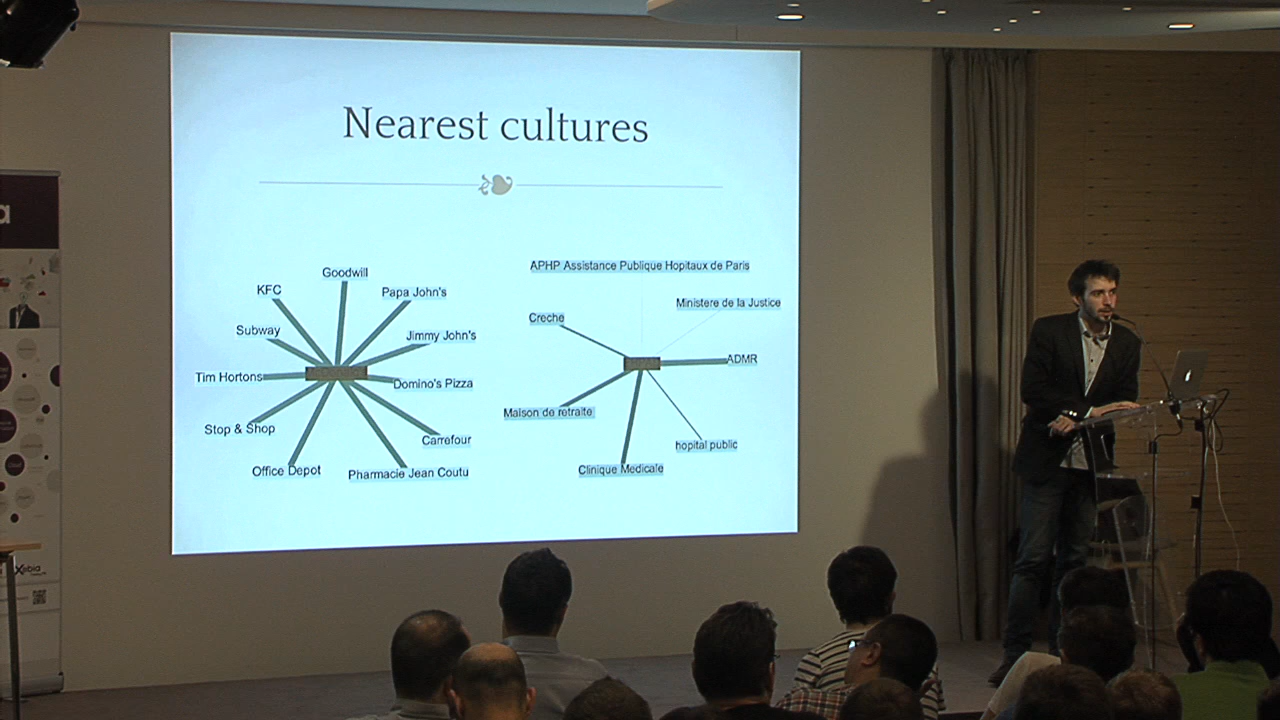 Nearest cultures
Goodwill
KFC
Papa John's
Subway
Jimmy John's
Tim Hortons
Domino's Pizza
Stop & Shop
Carrefour
Office Depot
Pharmacie Jean Coutu
APHP Assistance Publique Hopitaux de Paris
Ministere de la Justice
Creche
ADMR
Maison de retraite
hopital public
Clinique Medicale
Xebia